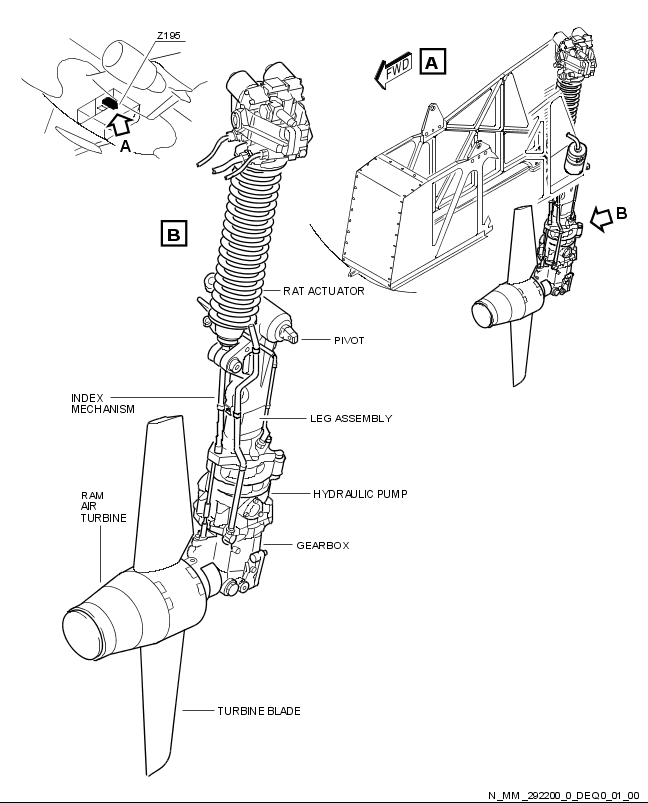 Z195
A
FWD
A
B
B
RAT ACTUATOR
PIVOT
INDEX
MECHANISM
LEG ASSEMBLY
RAM
AIR
TURBINE
HYDRAULIC PUMP
GEARBOX
TURBINE BLADE
N_MM_292200_0_DEQ0_01_00